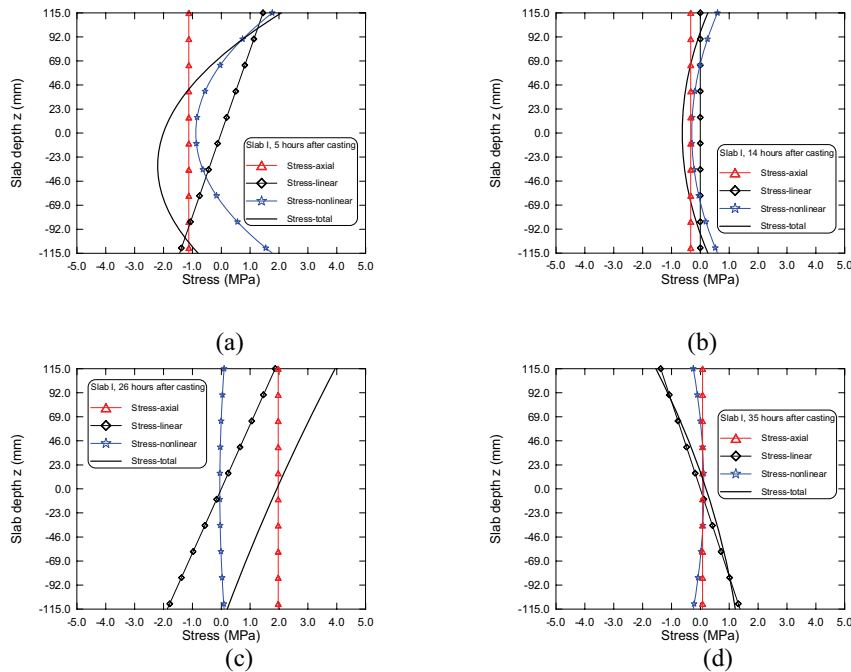 115.0
92.0
69.0
46.0
23.0
0.0
-23.0
-46.0
-69.0
-92.0
-115.0
Slab depth z (mm)
Slab I, 5 hours after casting
Stress-axial
Stress-linear
Stress-nonlinear
Stress-total
-5.0 -4.0 -3.0 -2.0 -1.0 0.0 1.0 2.0 3.0 4.0 5.0
Stress (MPa)
(a)
115.0
92.0
69.0
46.0
23.0
0.0
-23.0
-46.0
-69.0
-92.0
-115.0
Slab depth z (mm)
Slab I, 14 hours after casting
Stress-axial
Stress-linear
Stress-nonlinear
Stress-total
-5.0 -4.0 -3.0 -2.0 -1.0 0.0 1.0 2.0 3.0 4.0 5.0
Stress (MPa)
(b)
115.0
92.0
69.0
46.0
23.0
0.0
-23.0
-46.0
-69.0
-92.0
-115.0
Slab depth z (mm)
Slab I, 26 hours after casting
Stress-axial
Stress-linear
Stress-nonlinear
Stress-total
-5.0 -4.0 -3.0 -2.0 -1.0 0.0 1.0 2.0 3.0 4.0 5.0
Stress (MPa)
(c)
115.0
92.0
69.0
46.0
23.0
0.0
-23.0
-46.0
-69.0
-92.0
-115.0
Slab depth z (mm)
Slab I, 35 hours after casting
Stress-axial
Stress-linear
Stress-nonlinear
Stress-total
-5.0 -4.0 -3.0 -2.0 -1.0 0.0 1.0 2.0 3.0 4.0 5.0
Stress (MPa)
(d)